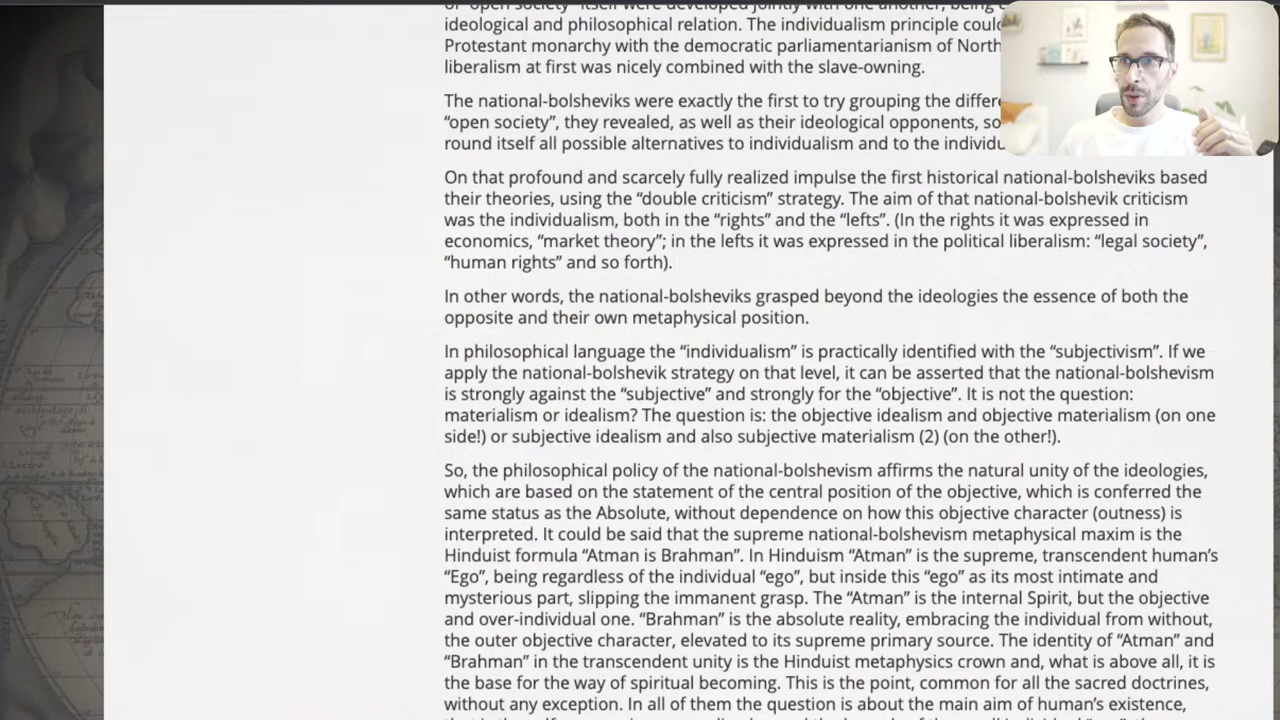 of “open society” itself were developed jointly with one another, being
ideological and philosophical relation. The individualism principle
Protestant monarchy with the democratic parliamentarianism of
liberalism at first was nicely combined with the slave-owning.
The national-bolsheviks were exactly the first to try grouping the
“open society”, they revealed, as well as their ideological opponents,
round itself all possible alternatives to individualism and to the
On that profound and scarcely fully realized impulse the first historical national-bolsheviks based
their theories, using the “double criticism” strategy. The aim of that national-bolshevik criticism
was the individualism, both in the “rights” and the “lefts”. (In the rights it was expressed in
economics, “market theory”; in the lefts it was expressed in the political liberalism: “legal society”,
“human rights” and so forth).
In other words, the national-bolsheviks grasped beyond the ideologies the essence of both the
opposite and their own metaphysical position.
In philosophical language the “individualism” is practically identified with the “subjectivism”. If we
apply the national-bolshevik strategy on that level, it can be asserted that the national-bolshevism
is strongly against the “subjective” and strongly for the “objective”. It is not the question:
materialism or idealism? The question is: the objective idealism and objective materialism (on one
side!) or subjective idealism and also subjective materialism (2) (on the other!).
So, the philosophical policy of the national-bolshevism affirms the natural unity of the ideologies,
which are based on the statement of the central position of the objective, which is conferred the
same status as the Absolute, without dependence on how this objective character (outness) is
interpreted. It could be said that the supreme national-bolshevism metaphysical maxim is the
Hinduist formula “Atman is Brahman”. In Hinduism “Atman” is the supreme, transcendent human’s
“Ego”, being regardless of the individual “ego”, but inside this “ego” as its most intimate and
mysterious part, slipping the immanent grasp. The “Atman” is the internal Spirit, but the objective
and over-individual one. “Brahman” is the absolute reality, embracing the individual from without,
the outer objective character, elevated to its supreme primary source. The identity of “Atman” and
“Brahman” in the transcendent unity is the Hinduist metaphysics crown and, what is above all, it is
the base for the way of spiritual becoming. This is the point, common for all the sacred doctrines,
without any exception. In all of them the question is about the main aim of human’s existence,